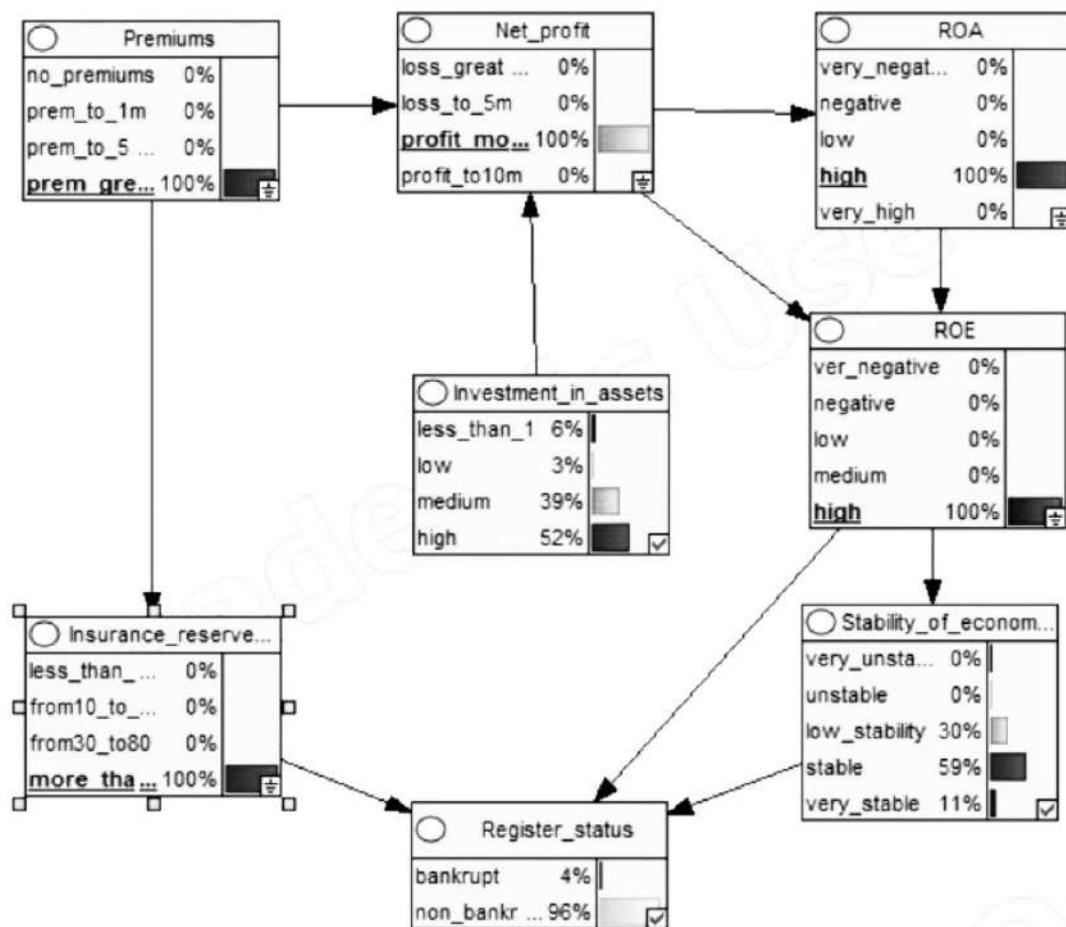 Premiums
no_premiums 0%
prem_to_1m 0%
prem_to_5 ... 0%
prem_gre... 100%
Net_profit
loss_great ... 0%
loss_to_5m 0%
profit_mo... 100%
profit_to10m 0%
ROA
very_negat... 0%
negative 0%
low 0%
high 100%
very_high 0%
ROE
ver_negative 0%
negative 0%
low 0%
medium 0%
high 100%
Investment_in_assets
less_than_1 6%
low 3%
medium 39%
high 52%
Insurance_reserve...
less_than_ ... 0%
from10_to_... 0%
from30_to80 0%
more_tha... 100%
Stability_of_econom...
very_unsta... 0%
unstable 0%
low_stability 30%
stable 59%
very_stable 11%
Register_status
bankrupt 4%
non_bankr ... 96%